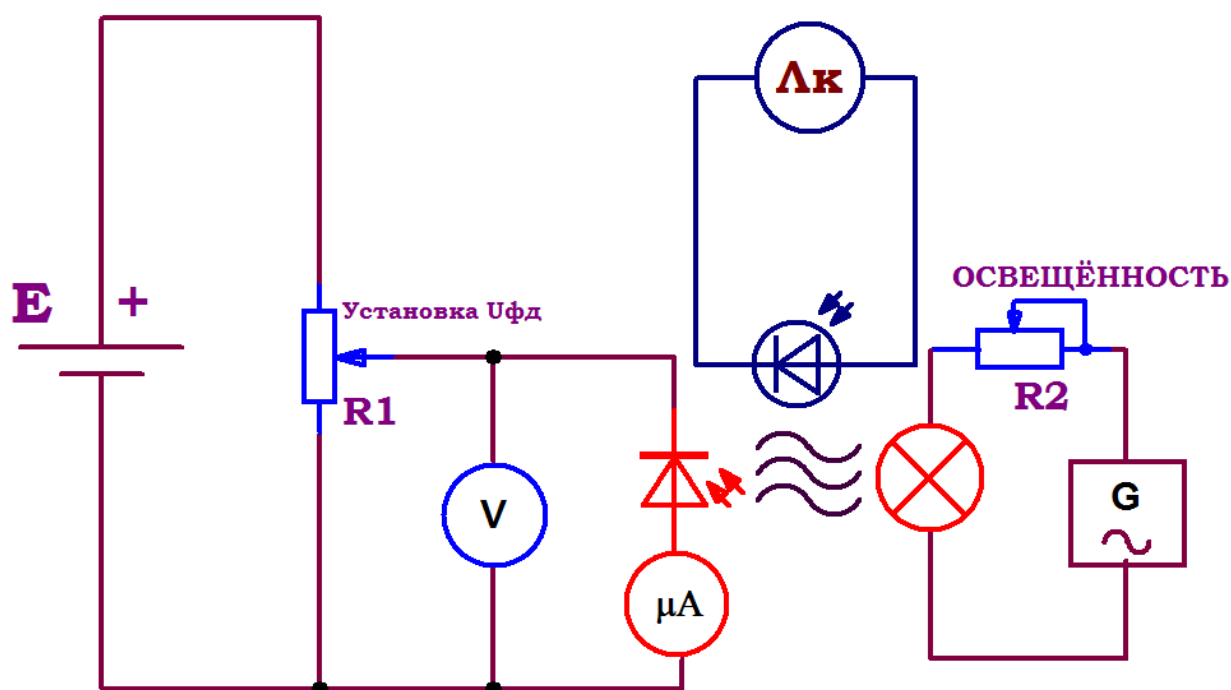 Λк
E +
ОСВЕЩЁННОСТЬ
Установка Uфд
R1
R2
V
G
μA